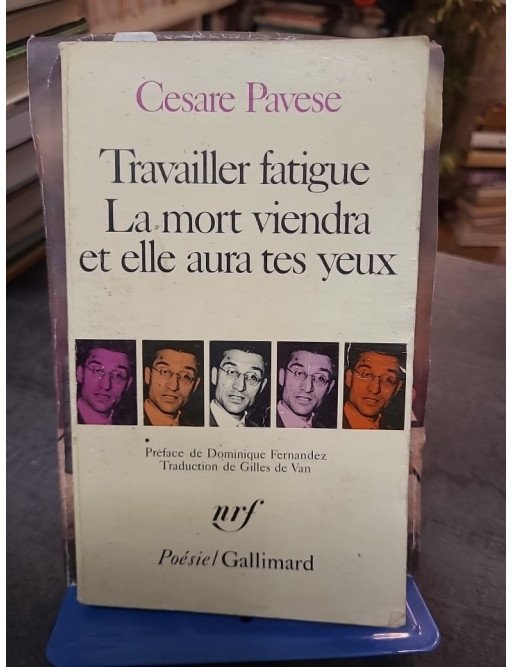 Cesare Pavese
Travailler fatigue
La mort viendra
et elle aura tes yeux
Préface de Dominique Fernandez
Traduction de Gilles de Van
nrf
Poésie/Gallimard